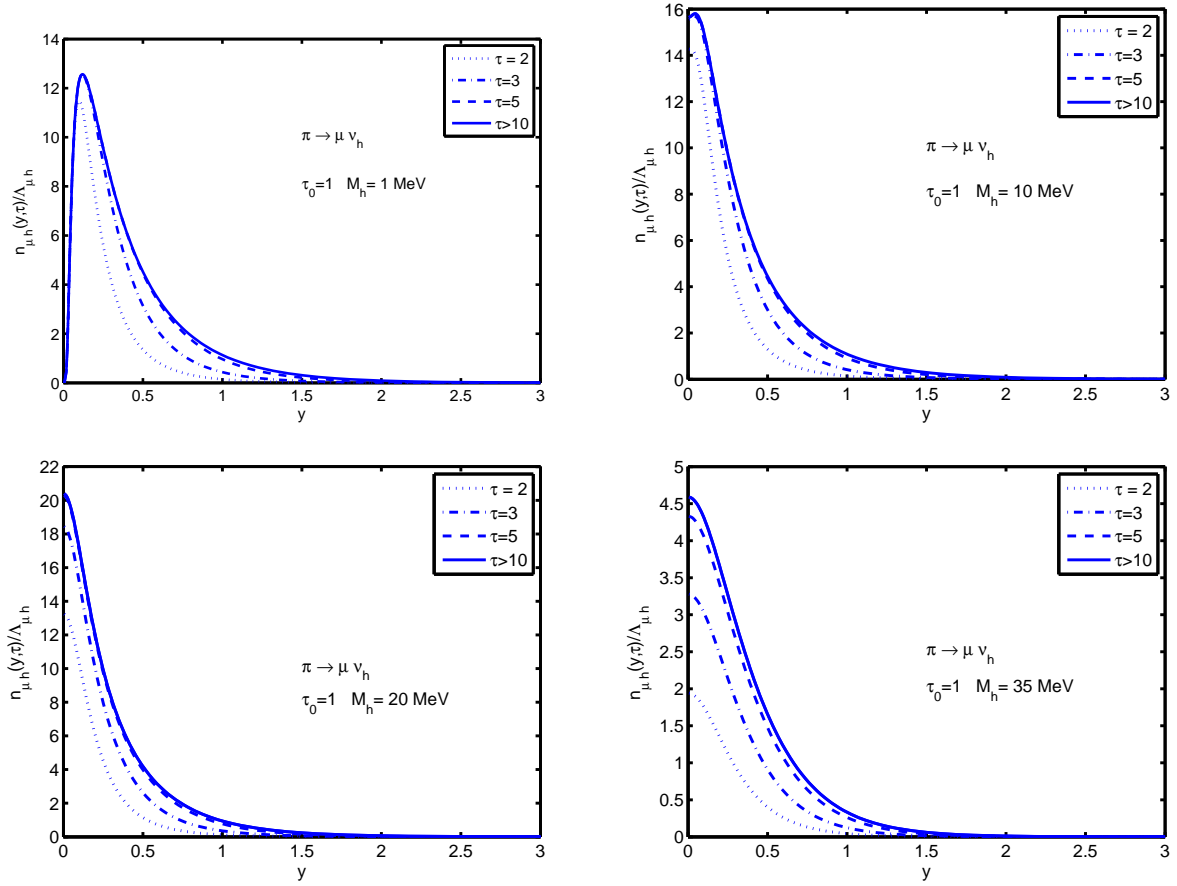 14
12
10
8
6
4
2
0
n_{μ h}(y,τ)/Λ_{μ h}
τ = 2
τ=3
τ=5
τ>10
π → μ ν_h
τ_0=1 M_h= 1 MeV
0 0.5 1 1.5 2 2.5 3
y
16
14
12
10
8
6
4
2
0
n_{μ h}(y,τ)/Λ_{μ h}
τ = 2
τ=3
τ=5
τ>10
π → μ ν_h
τ_0=1 M_h= 10 MeV
0 0.5 1 1.5 2 2.5 3
y
22
20
18
16
14
12
10
8
6
4
2
0
n_{μ h}(y,τ)/Λ_{μ h}
τ = 2
τ=3
τ=5
τ>10
π → μ ν_h
τ_0=1 M_h= 20 MeV
0 0.5 1 1.5 2 2.5 3
y
5
4.5
4
3.5
3
2.5
2
1.5
1
0.5
0
n_{μ h}(y,τ)/Λ_{μ h}
τ = 2
τ=3
τ=5
τ>10
π → μ ν_h
τ_0=1 M_h= 35 MeV
0 0.5 1 1.5 2 2.5 3
y